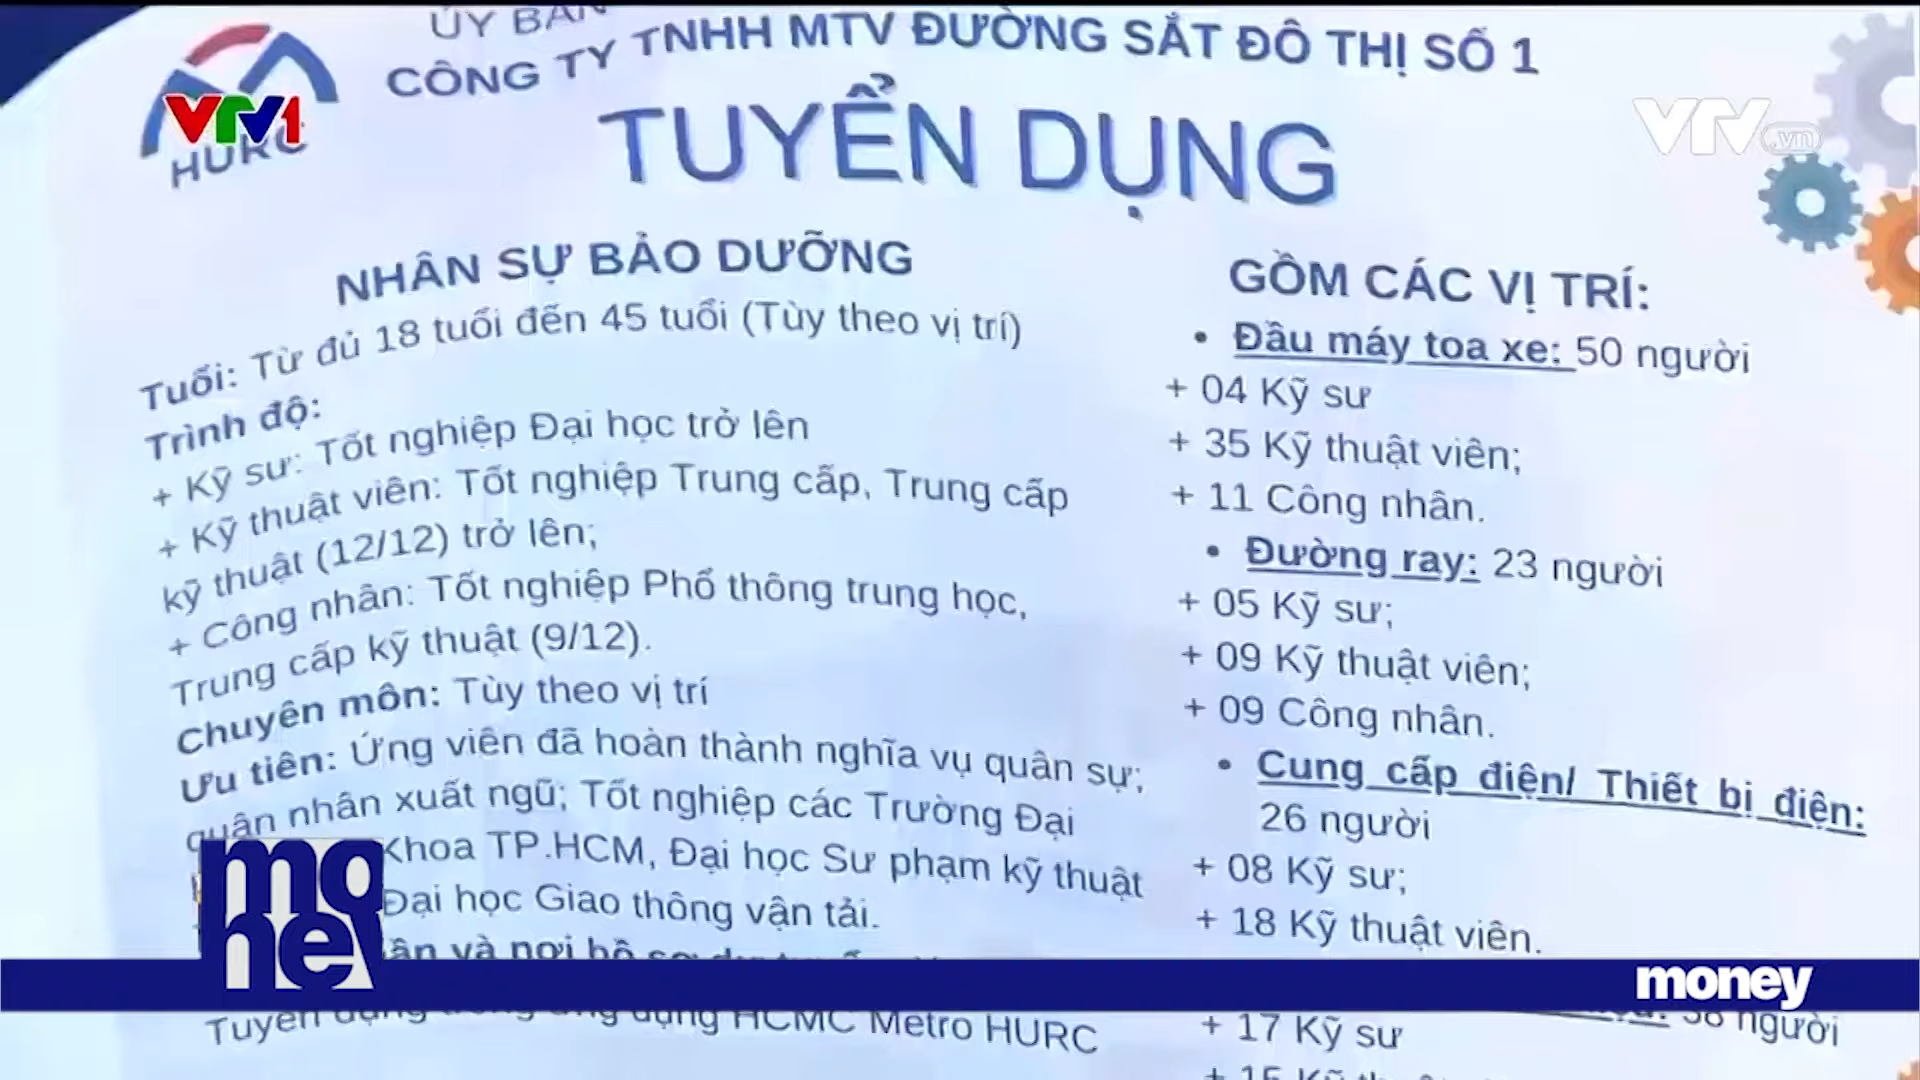 ỦY BAN
CÔNG TY TNHH MTV ĐƯỜNG SẮT ĐÔ THỊ SỐ 1
VTV1
HURC
VTV.vn
TUYỂN DỤNG
NHÂN SỰ BẢO DƯỠNG
Tuổi: Từ đủ 18 tuổi đến 45 tuổi (Tùy theo vị trí)
Trình độ:
+ Kỹ sư: Tốt nghiệp Đại học trở lên
+ Kỹ thuật viên: Tốt nghiệp Trung cấp, Trung cấp
kỹ thuật (12/12) trở lên;
+ Công nhân: Tốt nghiệp Phổ thông trung học,
Trung cấp kỹ thuật (9/12).
Chuyên môn: Tùy theo vị trí
Ưu tiên: Ứng viên đã hoàn thành nghĩa vụ quân sự;
quân nhân xuất ngũ; Tốt nghiệp các Trường Đại
Khoa TP.HCM, Đại học Sư phạm kỹ thuật
Đại học Giao thông vận tải.
và nơi
Tuyển dụng dụng HCMC Metro HURC
GỒM CÁC VỊ TRÍ:
• Đầu máy toa xe: 50 người
+ 04 Kỹ sư
+ 35 Kỹ thuật viên;
+ 11 Công nhân.
• Đường ray: 23 người
+ 05 Kỹ sư;
+ 09 Kỹ thuật viên;
+ 09 Công nhân.
• Cung cấp điện/ Thiết bị điện:
26 người
+ 08 Kỹ sư;
+ 18 Kỹ thuật viên.
người
+ 17 Kỹ sư
money
money